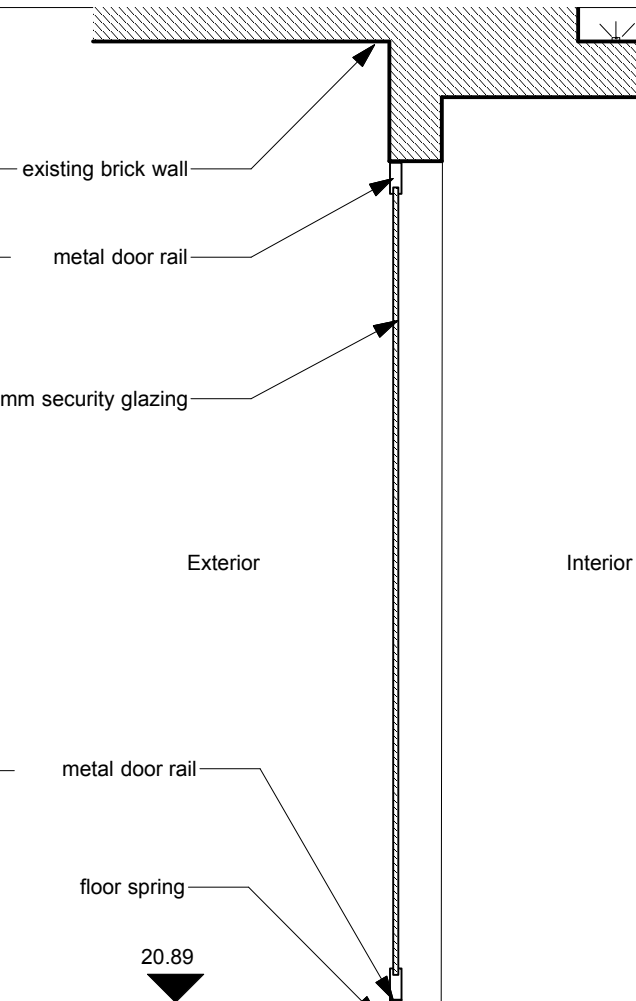 existing brick wall
metal door rail
mm security glazing
Exterior
Interior
metal door rail
floor spring
20.89